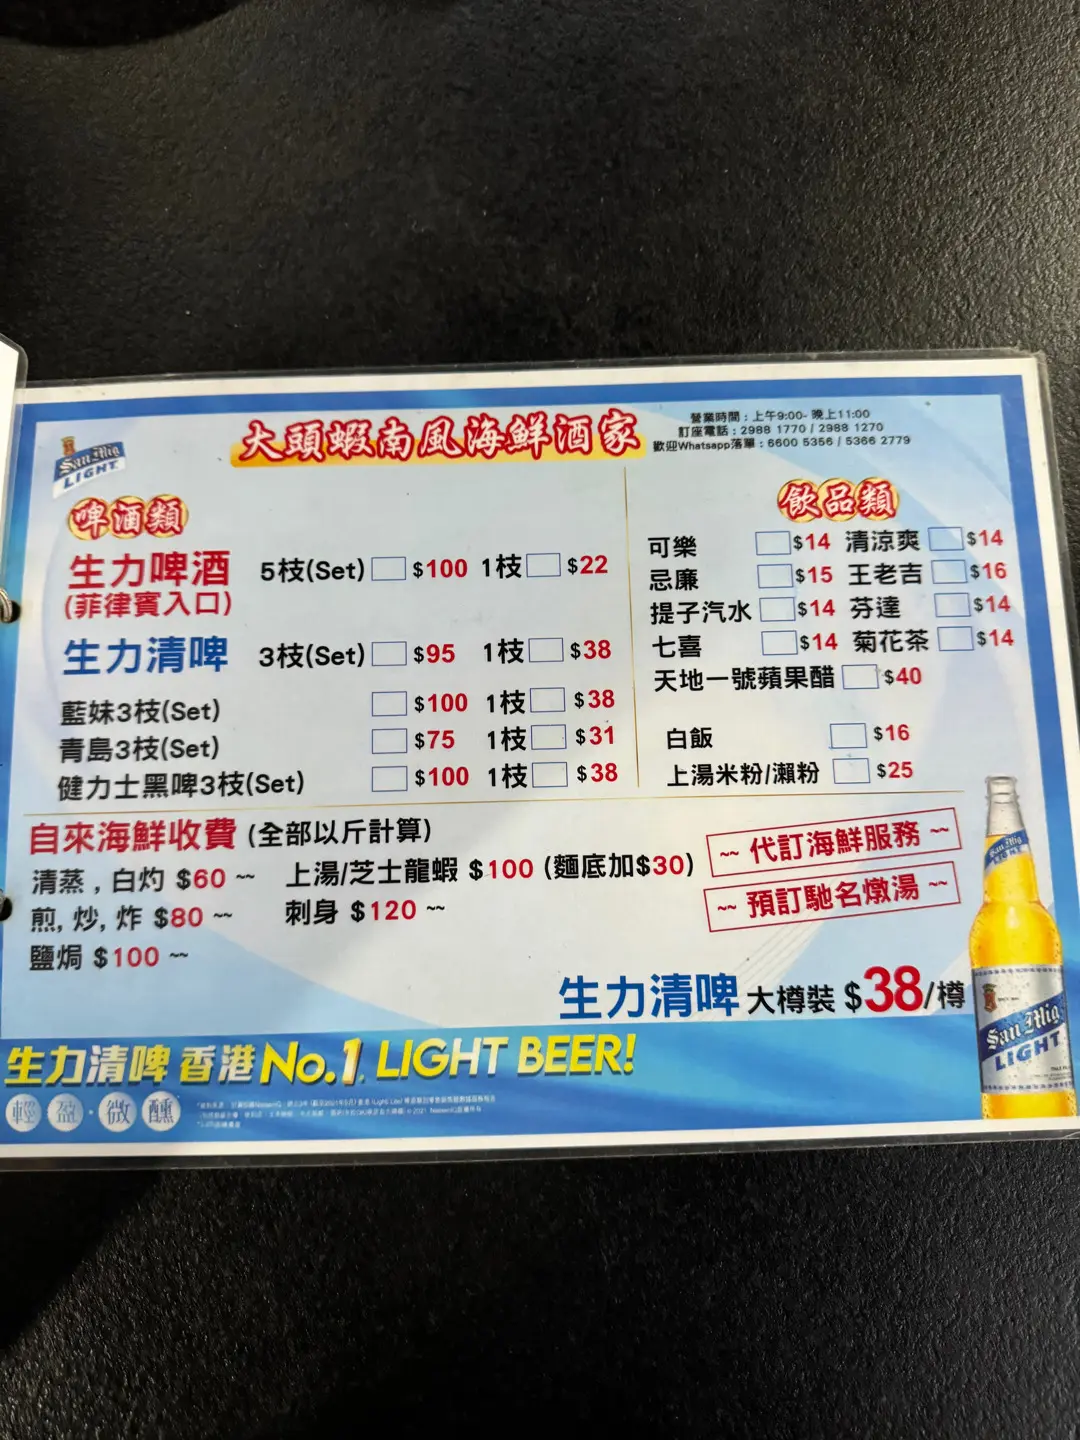 San Mig
LIGHT
大頭蝦南風海鮮酒家
營業時間：上午9:00- 晚上11:00
訂座電話：2988 1770 / 2988 1270
歡迎Whatsapp落單：6600 5356 / 5366 2779
啤酒類
生力啤酒 5枝(Set) $100 1枝 $22
(菲律賓入口)
生力清啤 3枝(Set) $95 1枝 $38
藍妹3枝(Set) $100 1枝 $38
青島3枝(Set) $75 1枝 $31
健力士黑啤3枝(Set) $100 1枝 $38
飲品類
可樂 $14 清涼爽 $14
忌廉 $15 王老吉 $16
提子汽水 $14 芬達 $14
七喜 $14 菊花茶 $14
天地一號蘋果醋 $40
白飯 $16
上湯米粉/瀨粉 $25
自來海鮮收費 (全部以斤計算)
清蒸 , 白灼 $60 ~~ 上湯/芝士龍蝦 $100 (麵底加$30)
煎, 炒, 炸 $80 ~~ 刺身 $120 ~~
鹽焗 $100 ~~
~~ 代訂海鮮服務 ~~
~~ 預訂馳名燉湯 ~~
生力清啤 大樽裝 $38/樽
San Mig
LIGHT
San Mig
LIGHT
生力清啤 香港No.1 LIGHT BEER!
輕盈·微醺